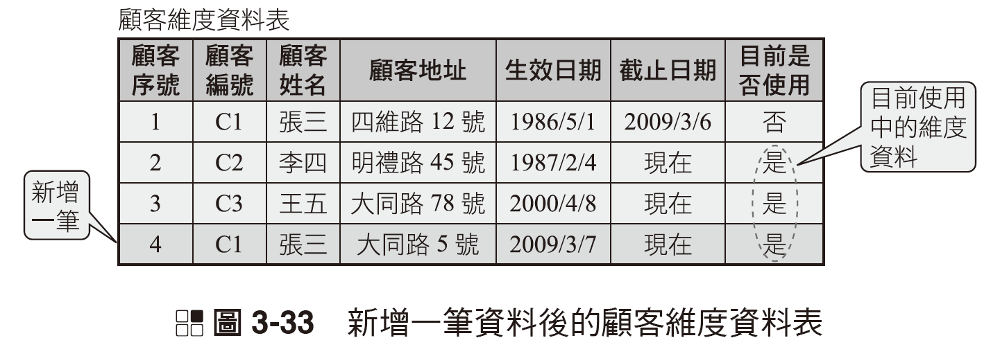 顧客維度資料表
顧客序號 顧客編號 顧客姓名 顧客地址 生效日期 截止日期 目前是否使用
1 C1 張三 四維路 12 號 1986/5/1 2009/3/6 否
2 C2 李四 明禮路 45 號 1987/2/4 現在 是
3 C3 王五 大同路 78 號 2000/4/8 現在 是
4 C1 張三 大同路 5 號 2009/3/7 現在 是
目前使用
中的維度
資料
新增
一筆
圖 3-33 新增一筆資料後的顧客維度資料表